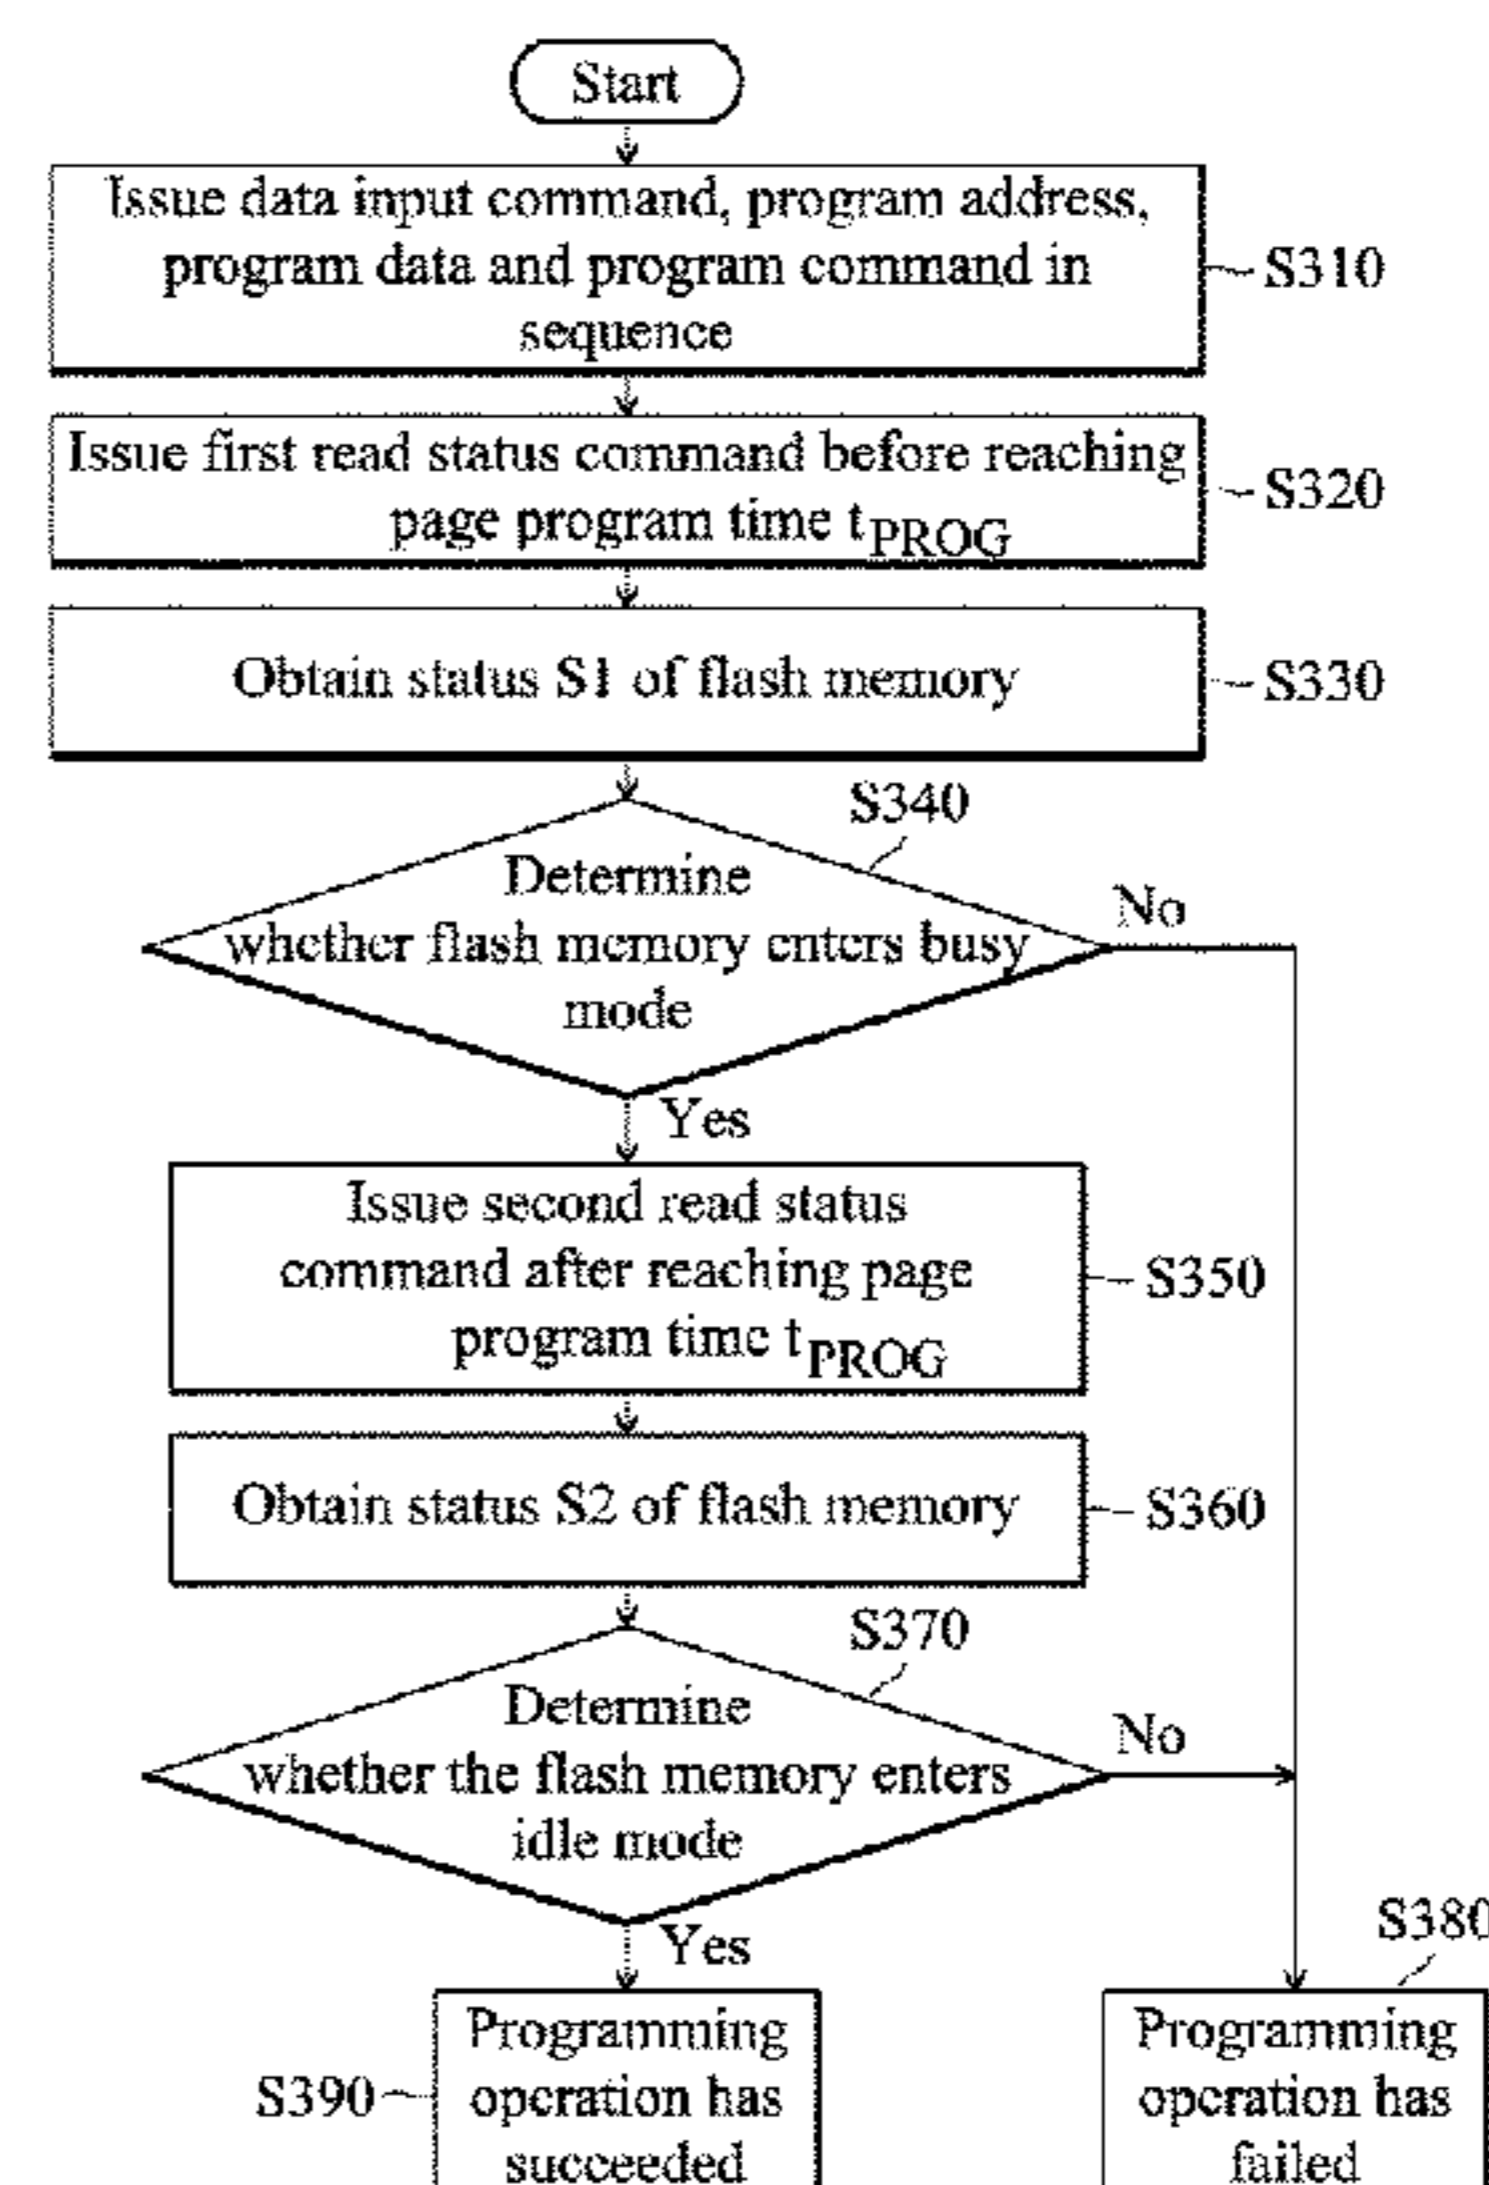 Start
Issue data input command, program address,
program data and program command in
sequence
S310
Issue first read status command before reaching
page program time tPROG
S320
Obtain status S1 of flash memory
S330
S340
Determine
whether flash memory enters busy
mode
No
Yes
Issue second read status
command after reaching page
program time tPROG
S350
Obtain status S2 of flash memory
S360
S370
Determine
whether the flash memory enters
idle mode
No
Yes
S380
S390
Programming
operation has
succeeded
Programming
operation has
failed